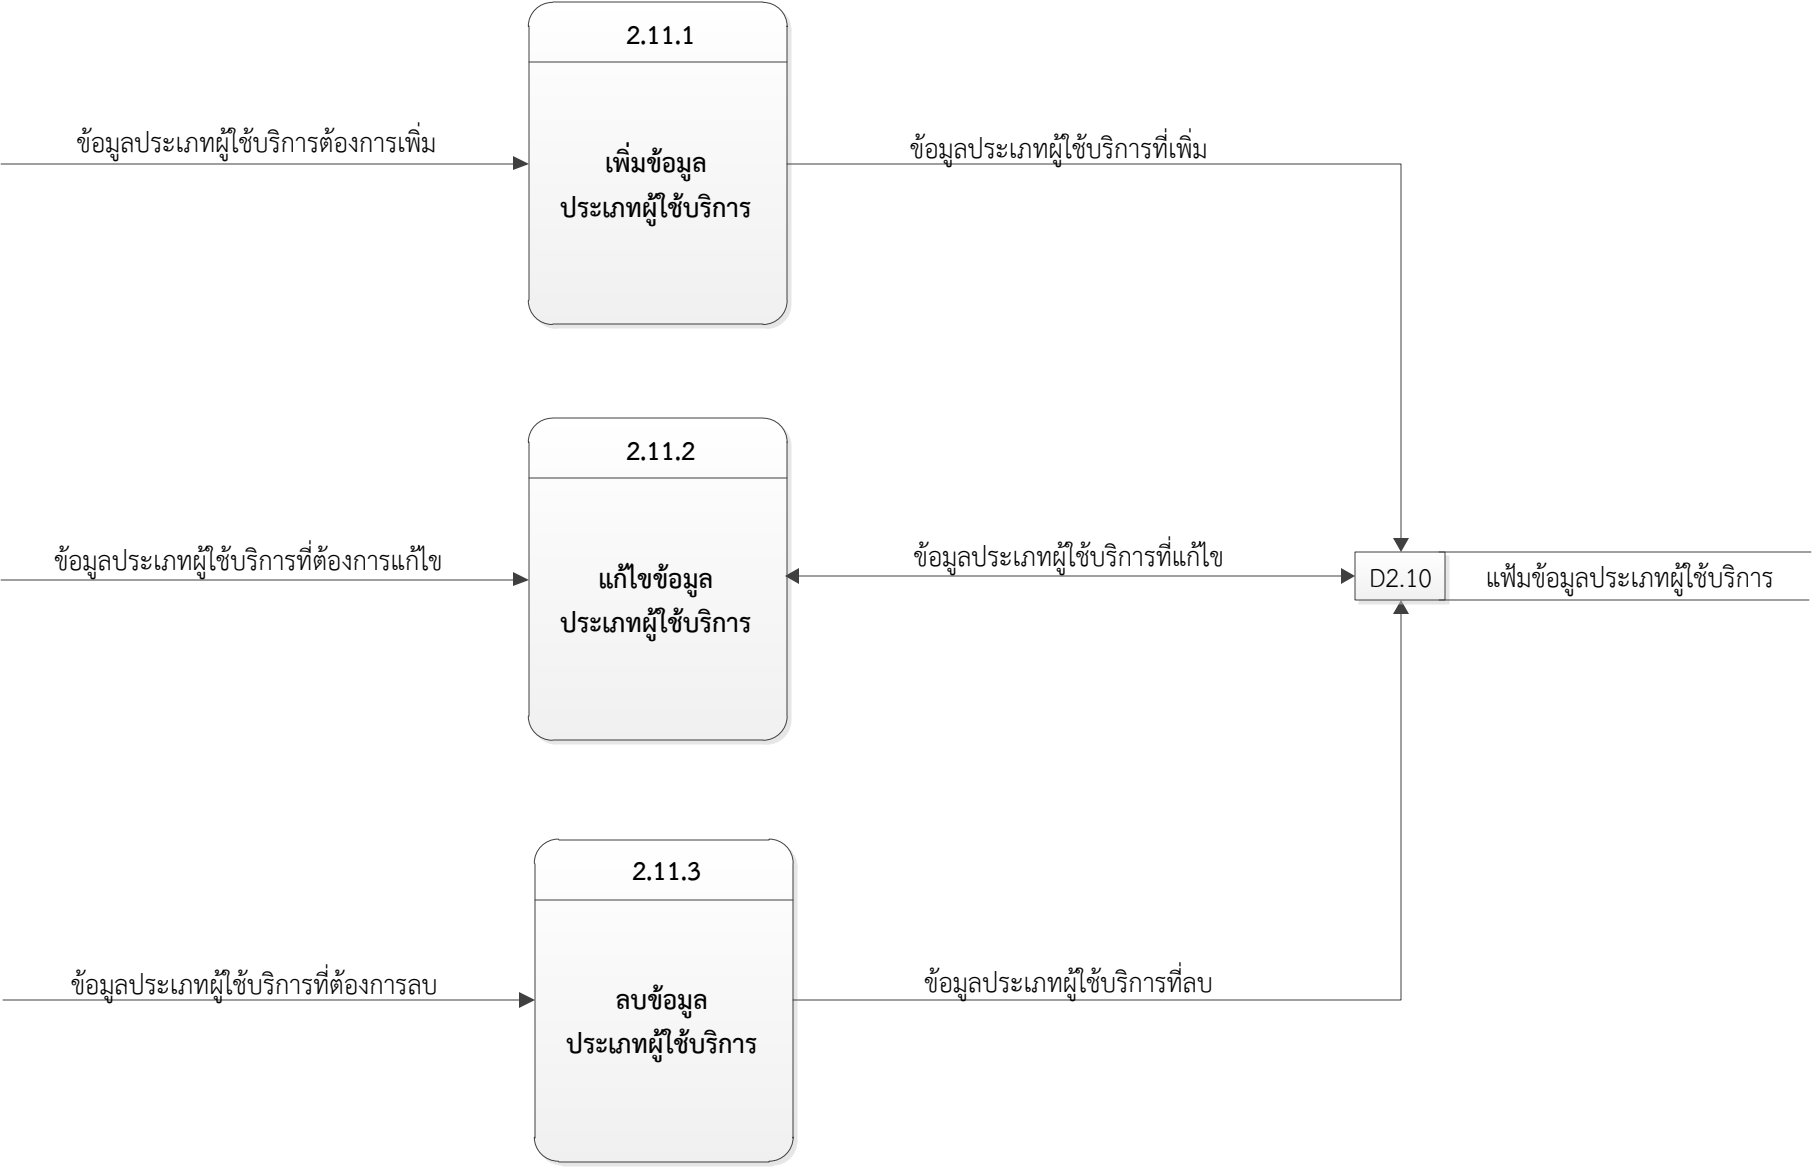 2.11.1
ข้อมูลประเภทผู้ใช้บริการต้องการเพิ่ม
เพิ่มข้อมูล
ประเภทผู้ใช้บริการ
ข้อมูลประเภทผู้ใช้บริการที่เพิ่ม
2.11.2
ข้อมูลประเภทผู้ใช้บริการที่ต้องการแก้ไข
แก้ไขข้อมูล
ประเภทผู้ใช้บริการ
ข้อมูลประเภทผู้ใช้บริการที่แก้ไข
D2.10 แฟ้มข้อมูลประเภทผู้ใช้บริการ
2.11.3
ข้อมูลประเภทผู้ใช้บริการที่ต้องการลบ
ลบข้อมูล
ประเภทผู้ใช้บริการ
ข้อมูลประเภทผู้ใช้บริการที่ลบ